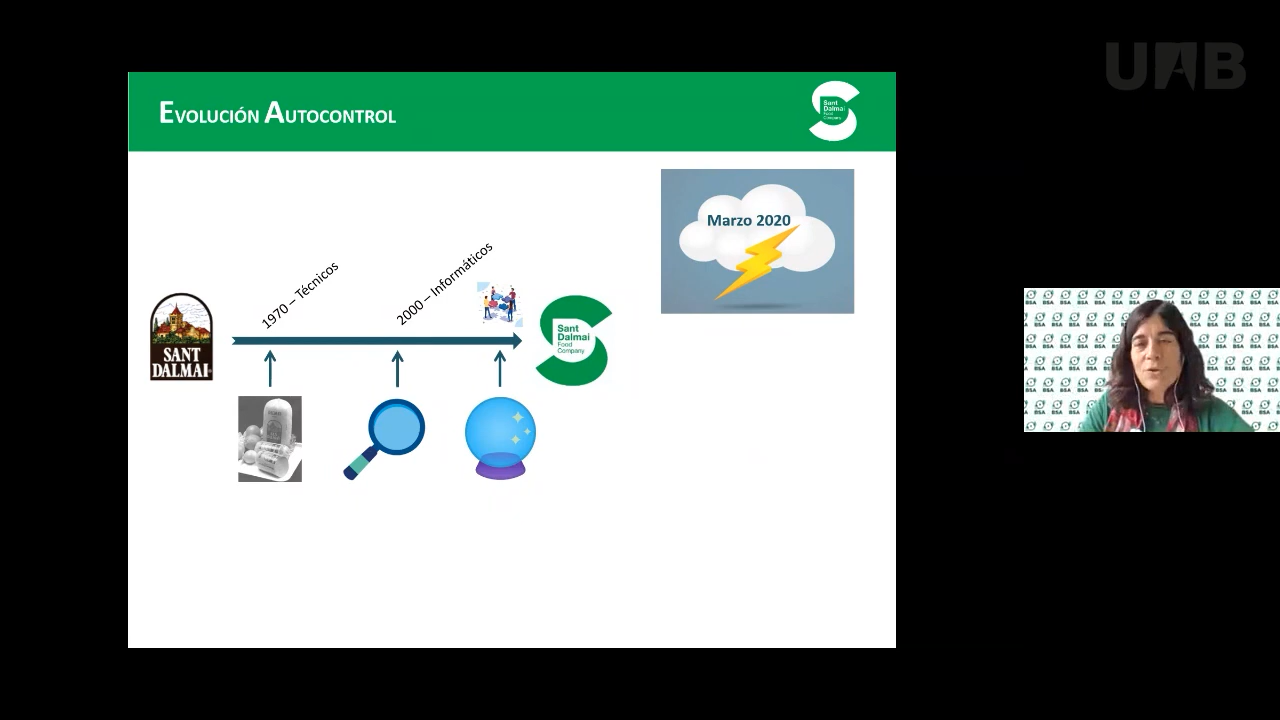 UAB
EVOLUCIÓN AUTOCONTROL
Sant
Dalmai
Food
Company
Marzo 2020
1970 – Técnicos
2000 – Informáticos
SANT
DALMAI
Sant
Dalmai
Food
Company
BSA